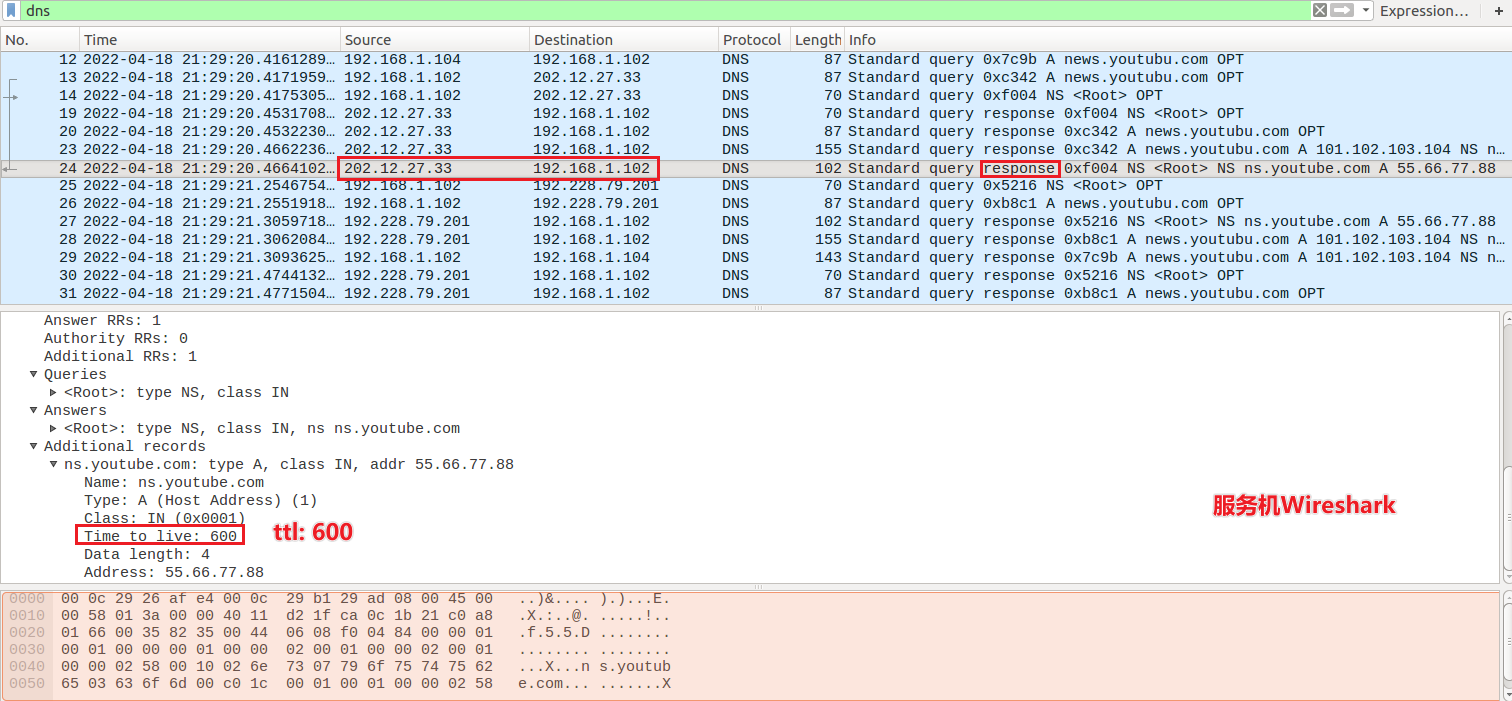 dns
Expression…
+
No. Time Source Destination Protocol Length Info
12 2022-04-18 21:29:20.4161289… 192.168.1.104 192.168.1.102 DNS 87 Standard query 0x7c9b A news.youtubu.com OPT
13 2022-04-18 21:29:20.4171959… 192.168.1.102 202.12.27.33 DNS 87 Standard query 0xc342 A news.youtubu.com OPT
14 2022-04-18 21:29:20.4175305… 192.168.1.102 202.12.27.33 DNS 70 Standard query 0xf004 NS <Root> OPT
19 2022-04-18 21:29:20.4531708… 202.12.27.33 192.168.1.102 DNS 70 Standard query response 0xf004 NS <Root> OPT
20 2022-04-18 21:29:20.4532230… 202.12.27.33 192.168.1.102 DNS 87 Standard query response 0xc342 A news.youtubu.com OPT
23 2022-04-18 21:29:20.4662236… 202.12.27.33 192.168.1.102 DNS 155 Standard query response 0xc342 A news.youtubu.com A 101.102.103.104 NS n…
24 2022-04-18 21:29:20.4664102… 202.12.27.33 192.168.1.102 DNS 102 Standard query response 0xf004 NS <Root> NS ns.youtube.com A 55.66.77.88
25 2022-04-18 21:29:21.2546754… 192.168.1.102 192.228.79.201 DNS 70 Standard query 0x5216 NS <Root> OPT
26 2022-04-18 21:29:21.2551918… 192.168.1.102 192.228.79.201 DNS 87 Standard query 0xb8c1 A news.youtubu.com OPT
27 2022-04-18 21:29:21.3059718… 192.228.79.201 192.168.1.102 DNS 102 Standard query response 0x5216 NS <Root> NS ns.youtube.com A 55.66.77.88
28 2022-04-18 21:29:21.3062084… 192.228.79.201 192.168.1.102 DNS 155 Standard query response 0xb8c1 A news.youtubu.com A 101.102.103.104 NS n…
29 2022-04-18 21:29:21.3093625… 192.168.1.102 192.168.1.104 DNS 143 Standard query response 0x7c9b A news.youtubu.com A 101.102.103.104 NS n…
30 2022-04-18 21:29:21.4744132… 192.228.79.201 192.168.1.102 DNS 70 Standard query response 0x5216 NS <Root> OPT
31 2022-04-18 21:29:21.4771504… 192.228.79.201 192.168.1.102 DNS 87 Standard query response 0xb8c1 A news.youtubu.com OPT
Answer RRs: 1
Authority RRs: 0
Additional RRs: 1
Queries
<Root>: type NS, class IN
Answers
<Root>: type NS, class IN, ns ns.youtube.com
Additional records
ns.youtube.com: type A, class IN, addr 55.66.77.88
Name: ns.youtube.com
Type: A (Host Address) (1)
服务机Wireshark
Class: IN (0x0001)
Time to live: 600 ttl: 600
Data length: 4
Address: 55.66.77.88
0000 00 0c 29 26 af e4 00 0c 29 b1 29 ad 08 00 45 00 ..)&.... ).)...E.
0010 00 58 01 3a 00 00 40 11 d2 1f ca 0c 1b 21 c0 a8 .X.:..@. .....!..
0020 01 66 00 35 82 35 00 44 06 08 f0 04 84 00 00 01 .f.5.5.D ........
0030 00 01 00 00 00 01 00 00 02 00 01 00 00 02 00 01 ........ ........
0040 00 00 02 58 00 10 02 6e 73 07 79 6f 75 74 75 62 ...X...n s.youtub
0050 65 03 63 6f 6d 00 c0 1c 00 01 00 01 00 00 02 58 e.com... .......X